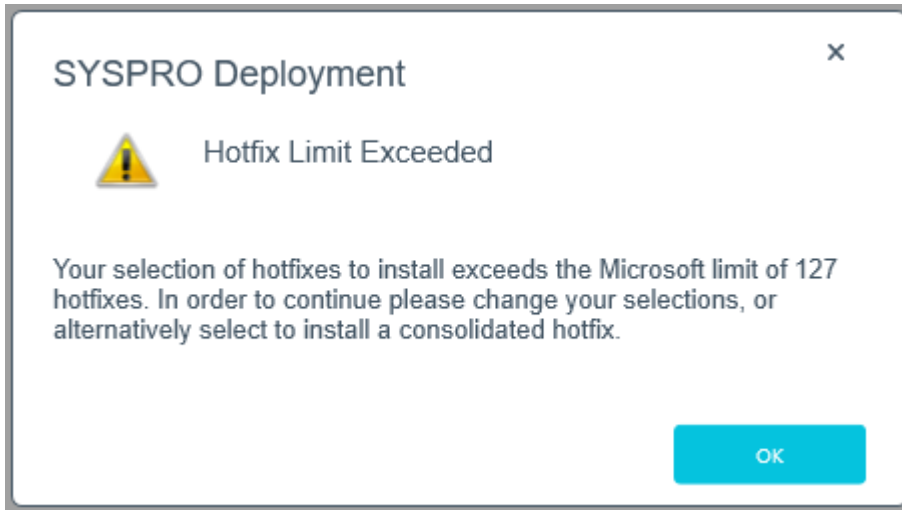 SYSPRO Deployment
Hotfix Limit Exceeded
Your selection of hotfixes to install exceeds the Microsoft limit of 127
hotfixes. In order to continue please change your selections, or
alternatively select to install a consolidated hotfix.
OK